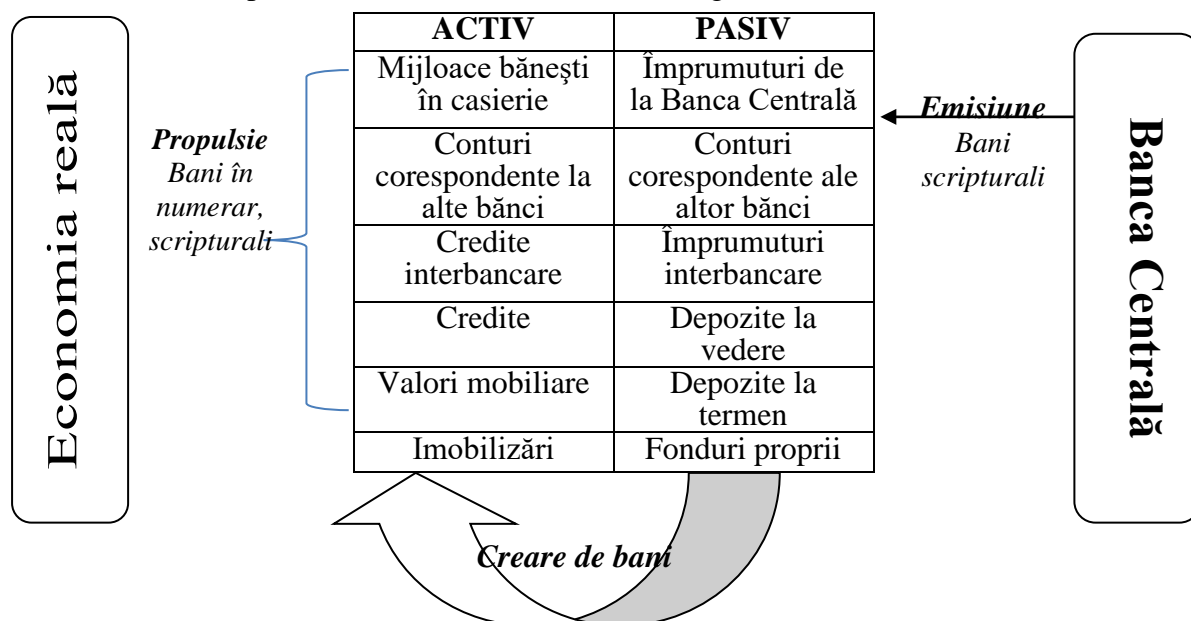 ACTIV
PASIV
Mijloace băneşti
în casierie
Împrumuturi de
la Banca Centrală
Conturi
corespondente la
alte bănci
Conturi
corespondente ale
altor bănci
Credite
interbancare
Împrumuturi
interbancare
Credite
Depozite la
vedere
Valori mobiliare
Depozite la
termen
Imobilizări
Fonduri proprii
Economia reală
Propulsie
Bani în
numerar,
scripturali
Emisiune
Bani
scripturali
Banca Centrală
Creare de bani